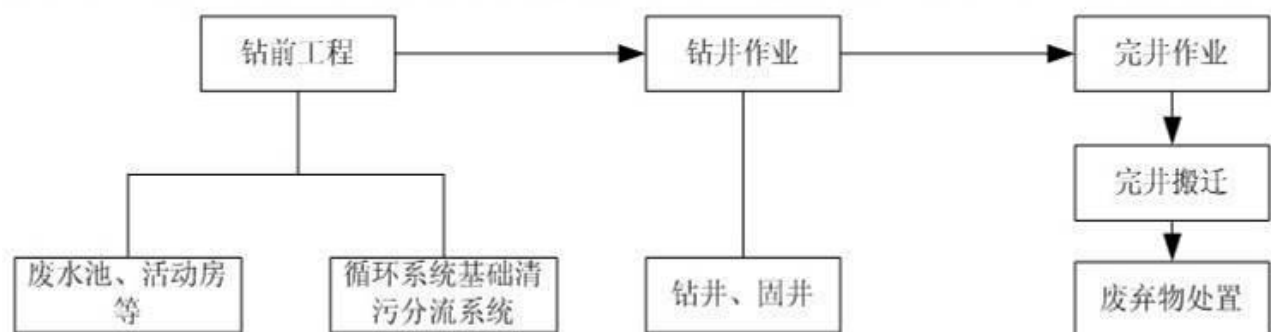 钻前工程
钻井作业
完井作业
完井搬迁
废水池、活动房
等
循环系统基础清
污分流系统
钻井、固井
废弃物处置